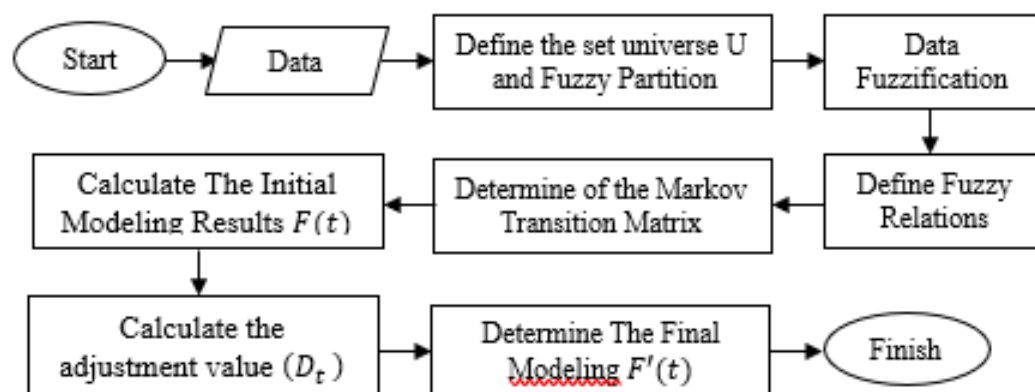 Start
Data
Define the set universe U
and Fuzzy Partition
Data
Fuzzification
Define Fuzzy
Relations
Determine of the Markov
Transition Matrix
Calculate The Initial
Modeling Results F(t)
Calculate the
adjustment value (Dₜ)
Determine The Final
Modeling F'(t)
Finish